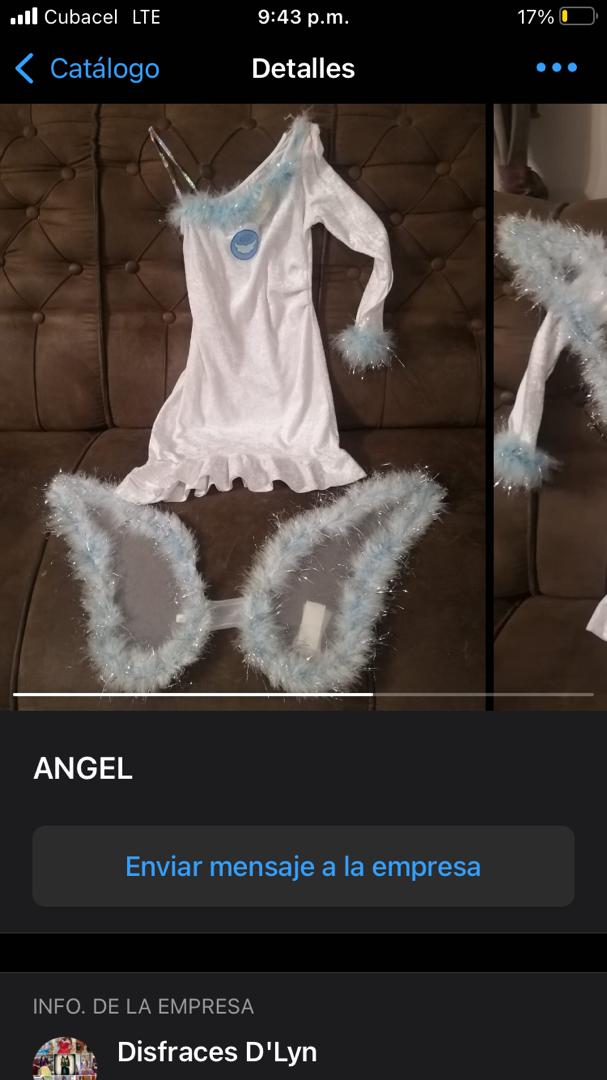 Cubacel LTE 9:43 p.m. 17%
Catálogo Detalles
ANGEL
Enviar mensaje a la empresa
INFO. DE LA EMPRESA
Disfraces D'Lyn